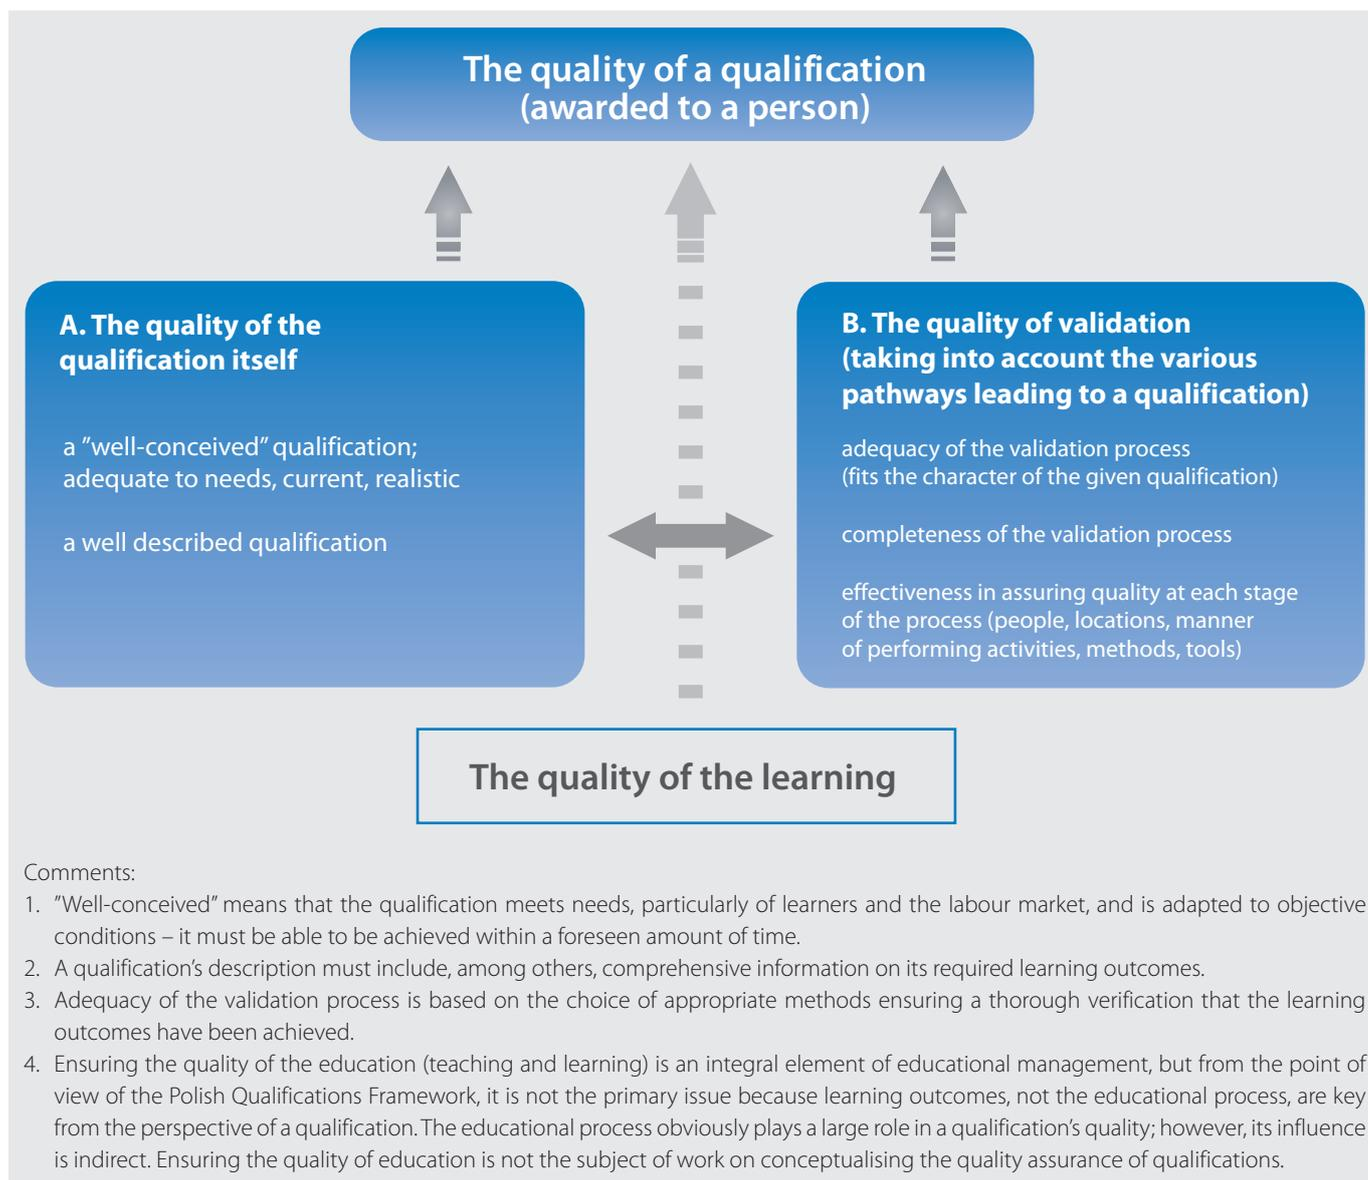 The quality of a qualification
(awarded to a person)
A. The quality of the
qualification itself
a ”well-conceived” qualification;
adequate to needs, current, realistic
a well described qualification
B. The quality of validation
(taking into account the various
pathways leading to a qualification)
adequacy of the validation process
(fits the character of the given qualification)
completeness of the validation process
effectiveness in assuring quality at each stage
of the process (people, locations, manner
of performing activities, methods, tools)
The quality of the learning
Comments:
1. ”Well-conceived” means that the qualification meets needs, particularly of learners and the labour market, and is adapted to objective
conditions – it must be able to be achieved within a foreseen amount of time.
2. A qualification’s description must include, among others, comprehensive information on its required learning outcomes.
3. Adequacy of the validation process is based on the choice of appropriate methods ensuring a thorough verification that the learning
outcomes have been achieved.
4. Ensuring the quality of the education (teaching and learning) is an integral element of educational management, but from the point of
view of the Polish Qualifications Framework, it is not the primary issue because learning outcomes, not the educational process, are key
from the perspective of a qualification. The educational process obviously plays a large role in a qualification’s quality; however, its influence
is indirect. Ensuring the quality of education is not the subject of work on conceptualising the quality assurance of qualifications.